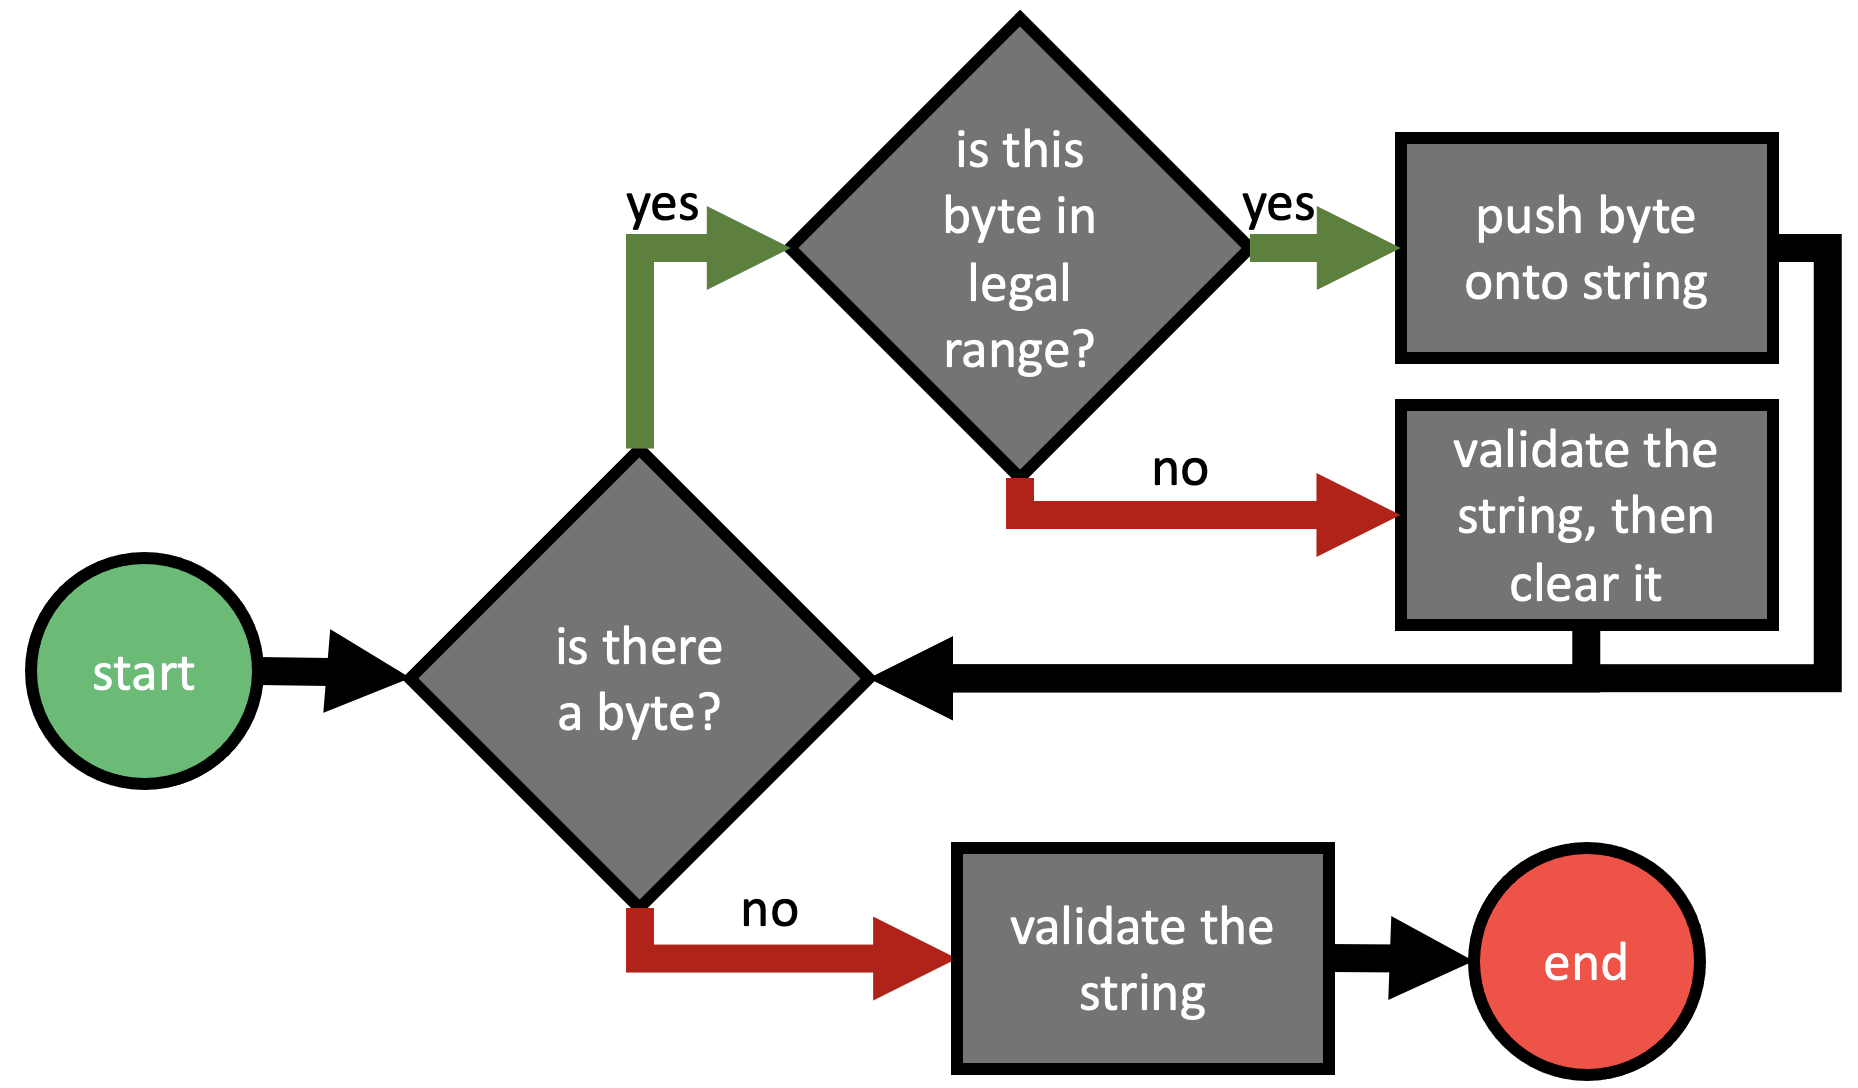 is this
byte in
legal
range?
yes
yes
push byte
onto string
no
validate the
string, then
clear it
start
is there
a byte?
no
validate the
string
end